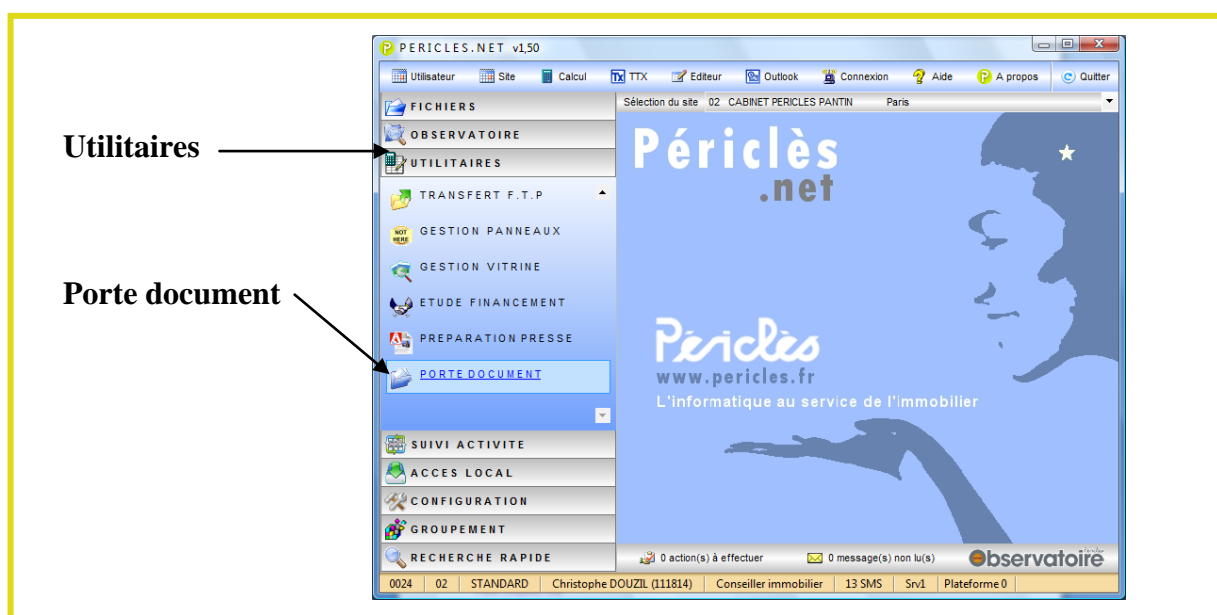 PERICLES.NET v1,50
Utilisateur Site Calcul TTX Editeur Outlook Connexion Aide A propos Quitter
FICHIERS
Sélection du site 02 CABINET PERICLES PANTIN Paris
OBSERVATOIRE
Utilitaires
UTILITAIRES
Périclès
.net
TRANSFERT F.T.P
NOT HERE
GESTION PANNEAUX
GESTION VITRINE
Porte document
ETUDE FINANCEMENT
PREPARATION PRESSE
PORTE DOCUMENT
Périclès
www.pericles.fr
L'informatique au service de l'immobilier
SUIVI ACTIVITE
ACCES LOCAL
CONFIGURATION
GROUPEMENT
RECHERCHE RAPIDE
0 action(s) à effectuer 0 message(s) non lu(s)
Périclès
Observatoire
0024 02 STANDARD Christophe DOUZIL (111814) Conseiller immobilier 13 SMS Srv1 Plateforme 0